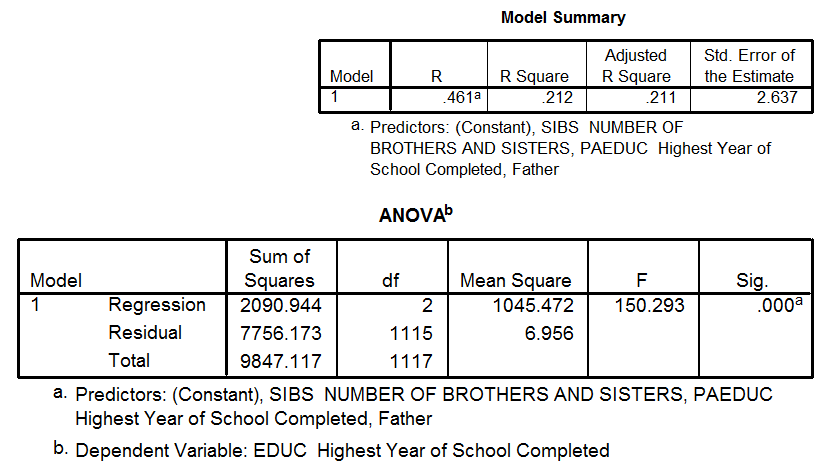 Model Summary
Model R R Square Adjusted R Square Std. Error of the Estimate
1 .461a .212 .211 2.637
a. Predictors: (Constant), SIBS NUMBER OF
BROTHERS AND SISTERS, PAEDUC Highest Year of
School Completed, Father
ANOVAb
Model Sum of Squares df Mean Square F Sig.
1 Regression 2090.944 2 1045.472 150.293 .000a
Residual 7756.173 1115 6.956
Total 9847.117 1117
a. Predictors: (Constant), SIBS NUMBER OF BROTHERS AND SISTERS, PAEDUC
Highest Year of School Completed, Father
b. Dependent Variable: EDUC Highest Year of School Completed